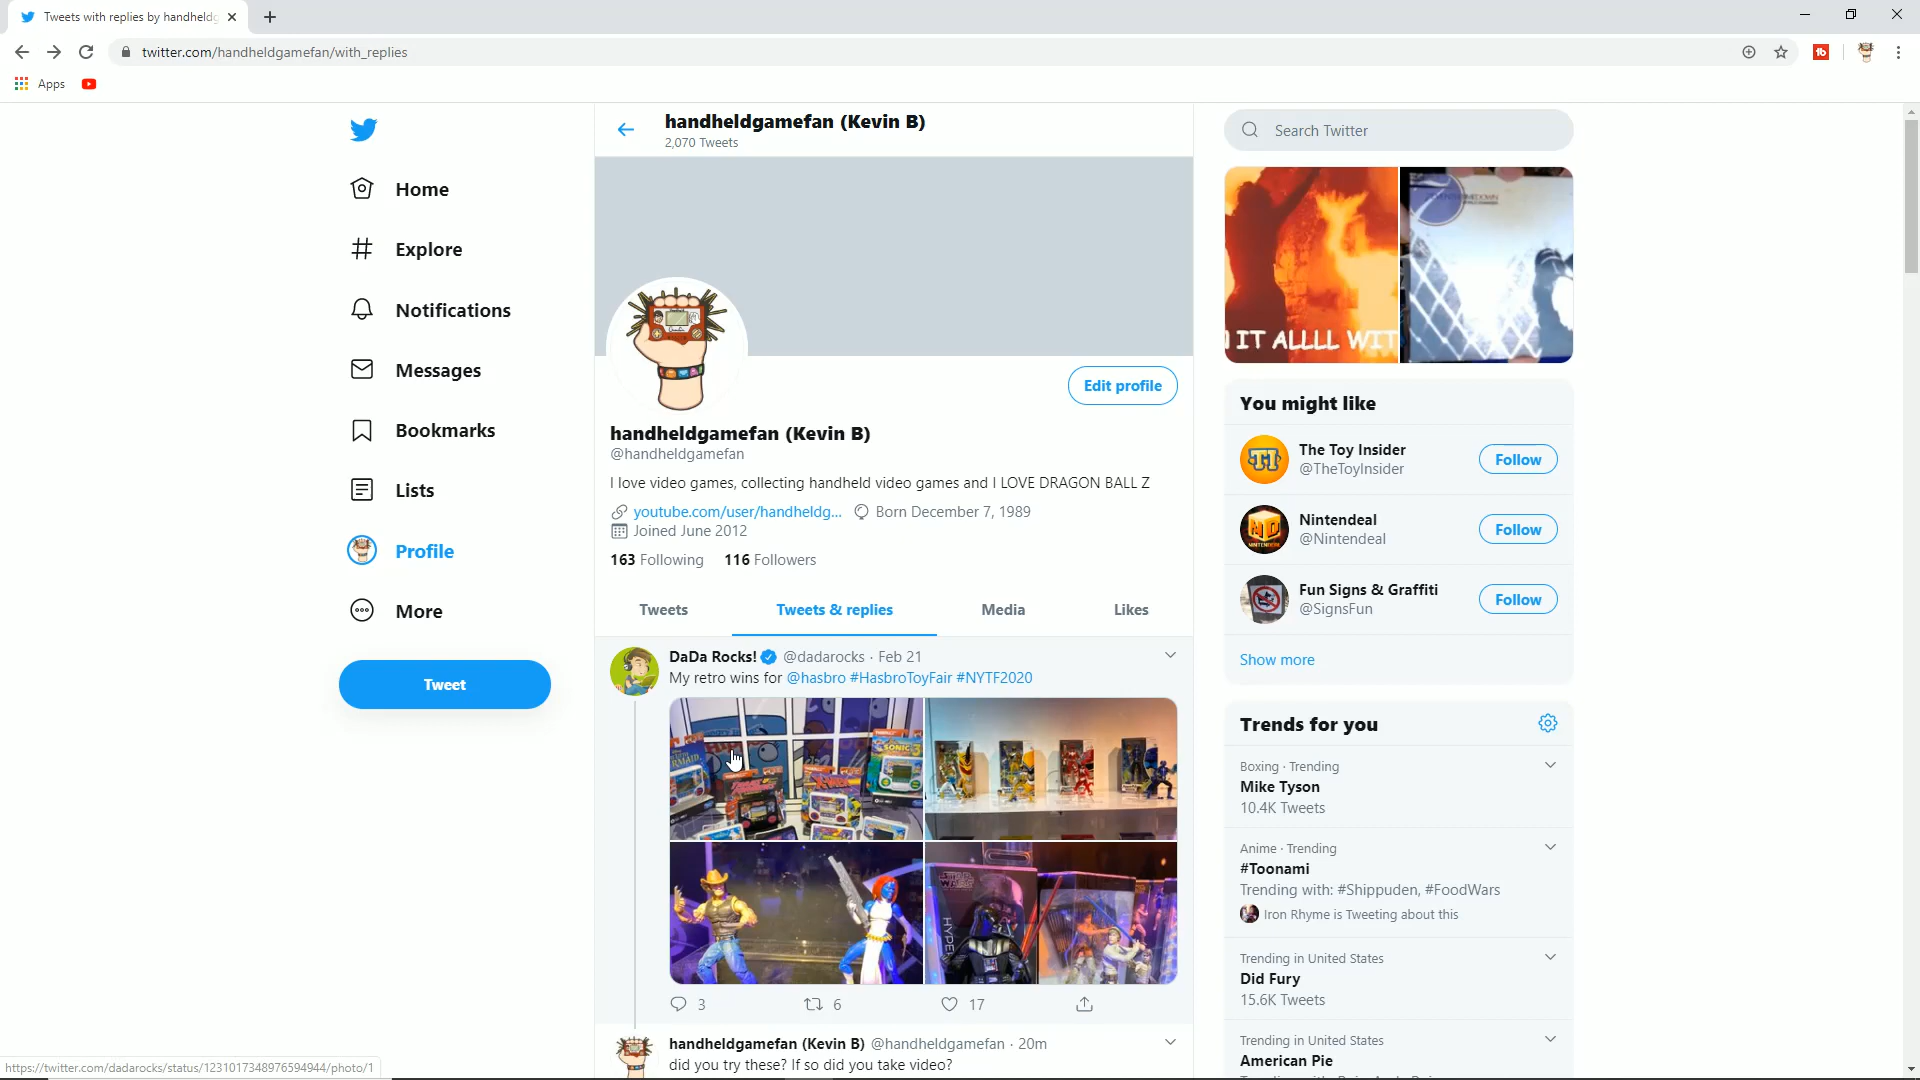 Tweets with replies by handheldg
twitter.com/handheldgamefan/with_replies
Apps
handheldgamefan (Kevin B)
2,070 Tweets
Search Twitter
Home
Explore
Notifications
Messages
Bookmarks
Lists
Profile
More
Tweet
IT ALLLL WIT
Edit profile
handheldgamefan (Kevin B)
@handheldgamefan
I love video games, collecting handheld video games and I LOVE DRAGON BALL Z
youtube.com/user/handheldg... Born December 7, 1989
Joined June 2012
163 Following 116 Followers
Tweets Tweets & replies Media Likes
DaDa Rocks! @dadarocks · Feb 21
My retro wins for @hasbro #HasbroToyFair #NYTF2020
SONIC 3
STAR WARS
HYPE
3 6 17
handheldgamefan (Kevin B) @handheldgamefan · 20m
did you try these? If so did you take video?
You might like
The Toy Insider
@TheToyInsider
Follow
Nintendeal
@Nintendeal
Follow
Fun Signs & Graffiti
@SignsFun
Follow
Show more
Trends for you
Boxing · Trending
Mike Tyson
10.4K Tweets
Anime · Trending
#Toonami
Trending with: #Shippuden, #FoodWars
Iron Rhyme is Tweeting about this
Trending in United States
Did Fury
15.6K Tweets
Trending in United States
American Pie
https://twitter.com/dadarocks/status/1231017348976594944/photo/1